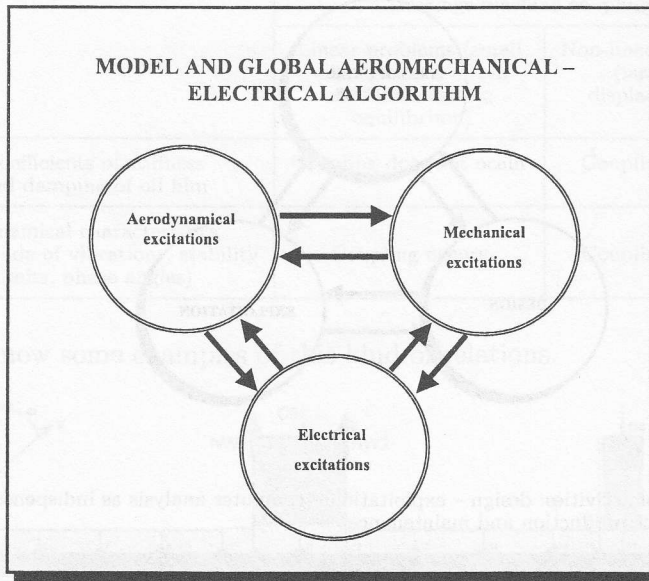 MODEL AND GLOBAL AEROMECHANICAL –
ELECTRICAL ALGORITHM
Aerodynamical
excitations
Mechanical
excitations
Electrical
excitations